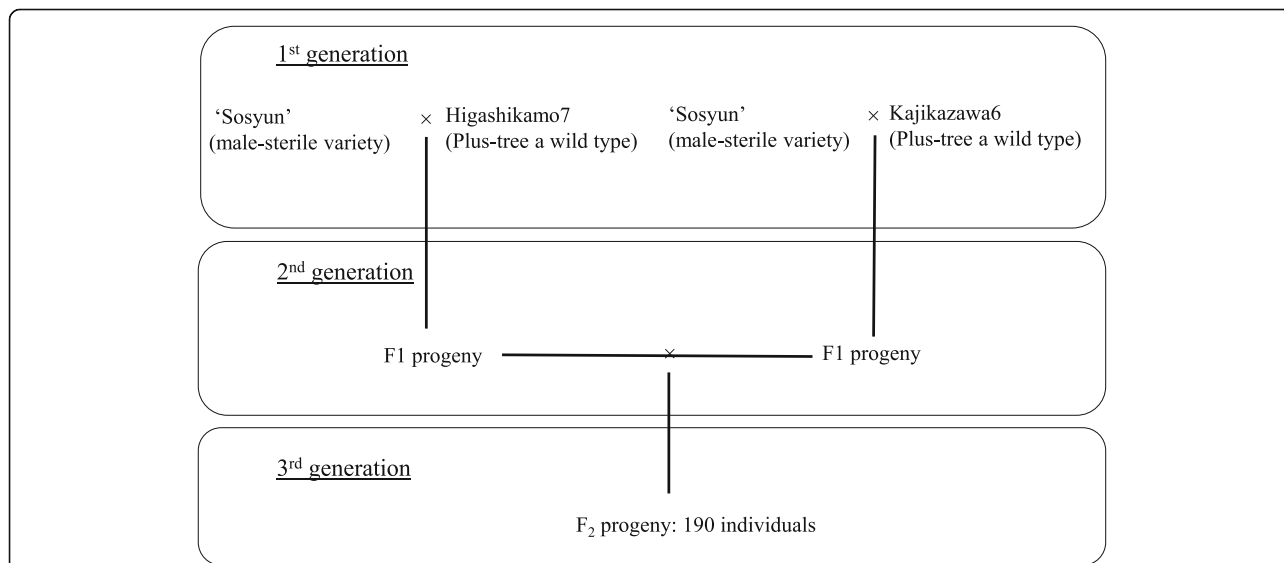 1st generation
‘Sosyun’ × Higashikamo7 ‘Sosyun’ × Kajikazawa6
(male-sterile variety) (Plus-tree a wild type) (male-sterile variety) (Plus-tree a wild type)
2nd generation
F1 progeny × F1 progeny
3rd generation
F2 progeny: 190 individuals